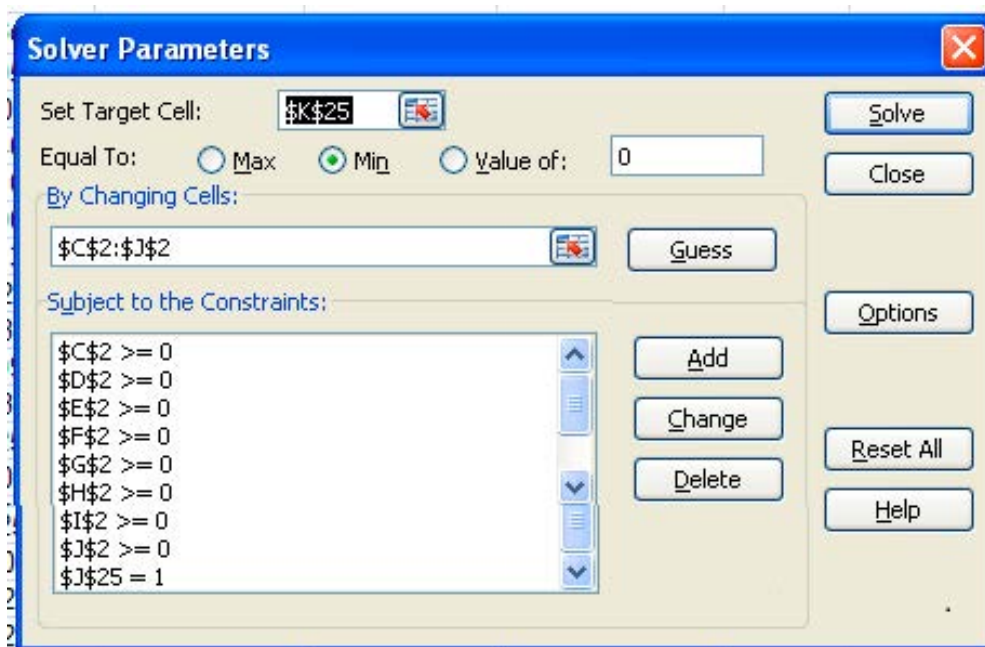 Solver Parameters
Set Target Cell: $K$25 Solve
Equal To: Max Min Value of: 0 Close
By Changing Cells:
$C$2:$J$2 Guess
Subject to the Constraints: Options
$C$2 >= 0 Add
$D$2 >= 0
$E$2 >= 0 Change
$F$2 >= 0
$G$2 >= 0 Reset All
$H$2 >= 0 Delete
$I$2 >= 0 Help
$J$2 >= 0
$J$25 = 1